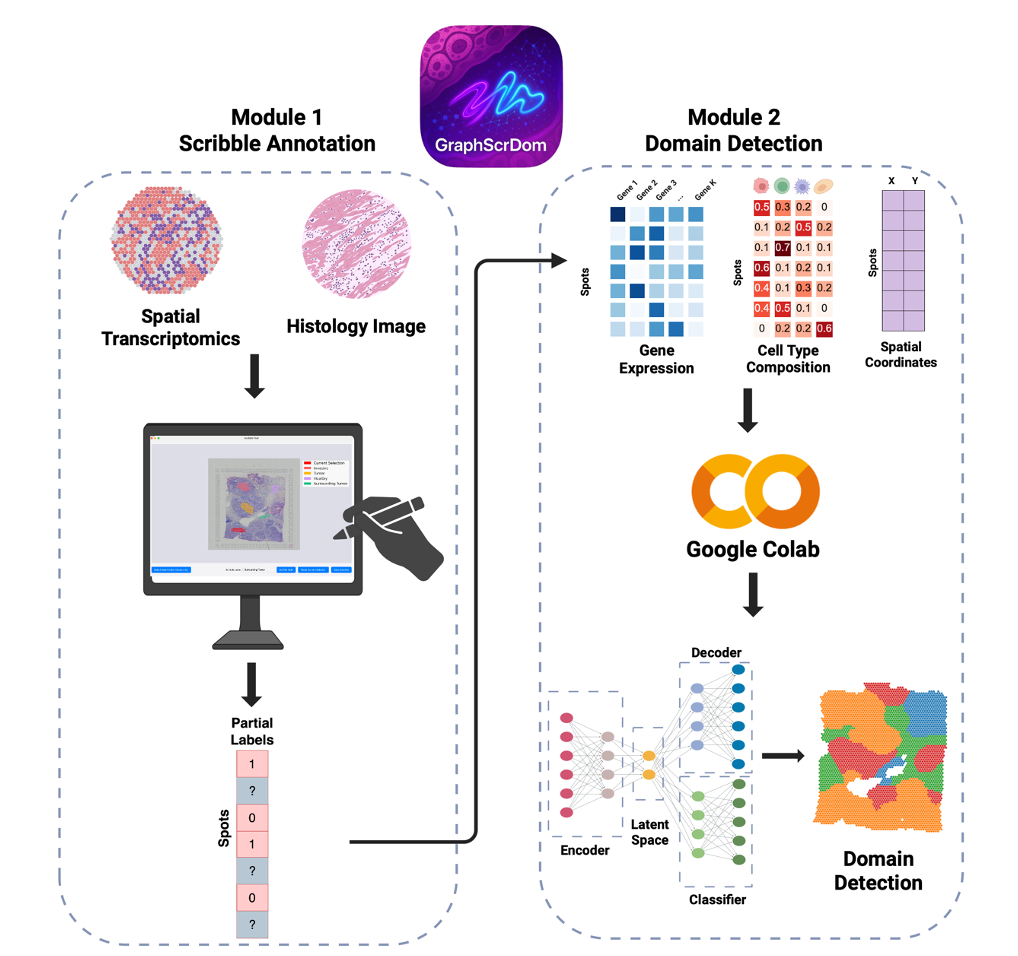 GraphScrDom
Module 1
Scribble Annotation
Spatial
Transcriptomics
Histology Image
Current Selection
Tumor
Healthy
Surrounding Tumor
Partial
Labels
Spots
1
?
0
1
?
0
?
Module 2
Domain Detection
Gene 1
Gene 2
Gene 3
...
Gene K
Spots
Gene
Expression
Spots
0.5 0.3 0.2 0
0.1 0.2 0.5 0.2
0.1 0.7 0.1 0.1
0.6 0.1 0.2 0.1
0.4 0.1 0.3 0.2
0.4 0.5 0.1 0
0 0.2 0.2 0.6
Cell Type
Composition
X Y
Spots
Spatial
Coordinates
Google Colab
Encoder
Latent
Space
Decoder
Classifier
Domain
Detection